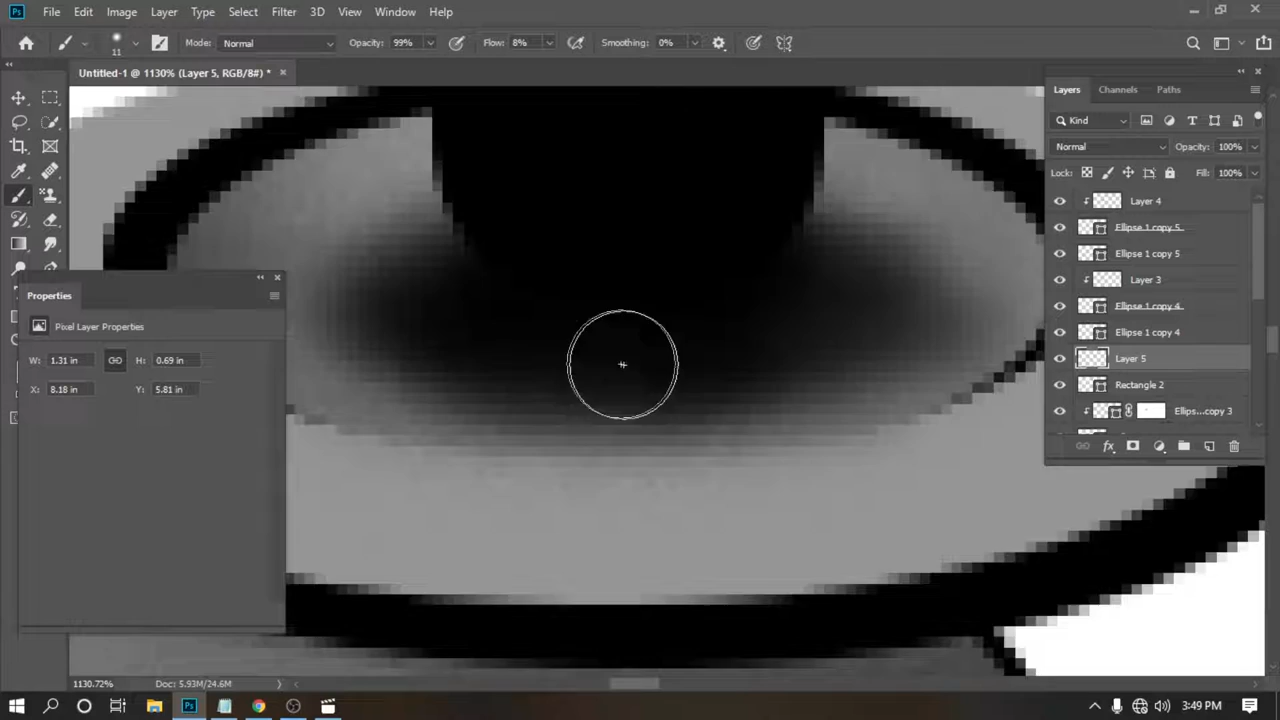 Ps File Edit Image Layer Type Select Filter 3D View Window Help
11 Mode: Normal Opacity: 99% Flow: 8% Smoothing: 0%
Untitled-1 @ 1130% (Layer 5, RGB/8#) *
Layers Channels Paths
Kind
Normal Opacity: 100%
Lock: Fill: 100%
Layer 4
Ellipse 1 copy 5
Ellipse 1 copy 5
Layer 3
Ellipse 1 copy 4
Ellipse 1 copy 4
Layer 5
Rectangle 2
Ellips...copy 3
fx
Properties
Pixel Layer Properties
W: 1.31 in H: 0.69 in
X: 8.18 in Y: 5.81 in
1130.72% Doc: 5.93M/24.6M
Ps 3:49 PM